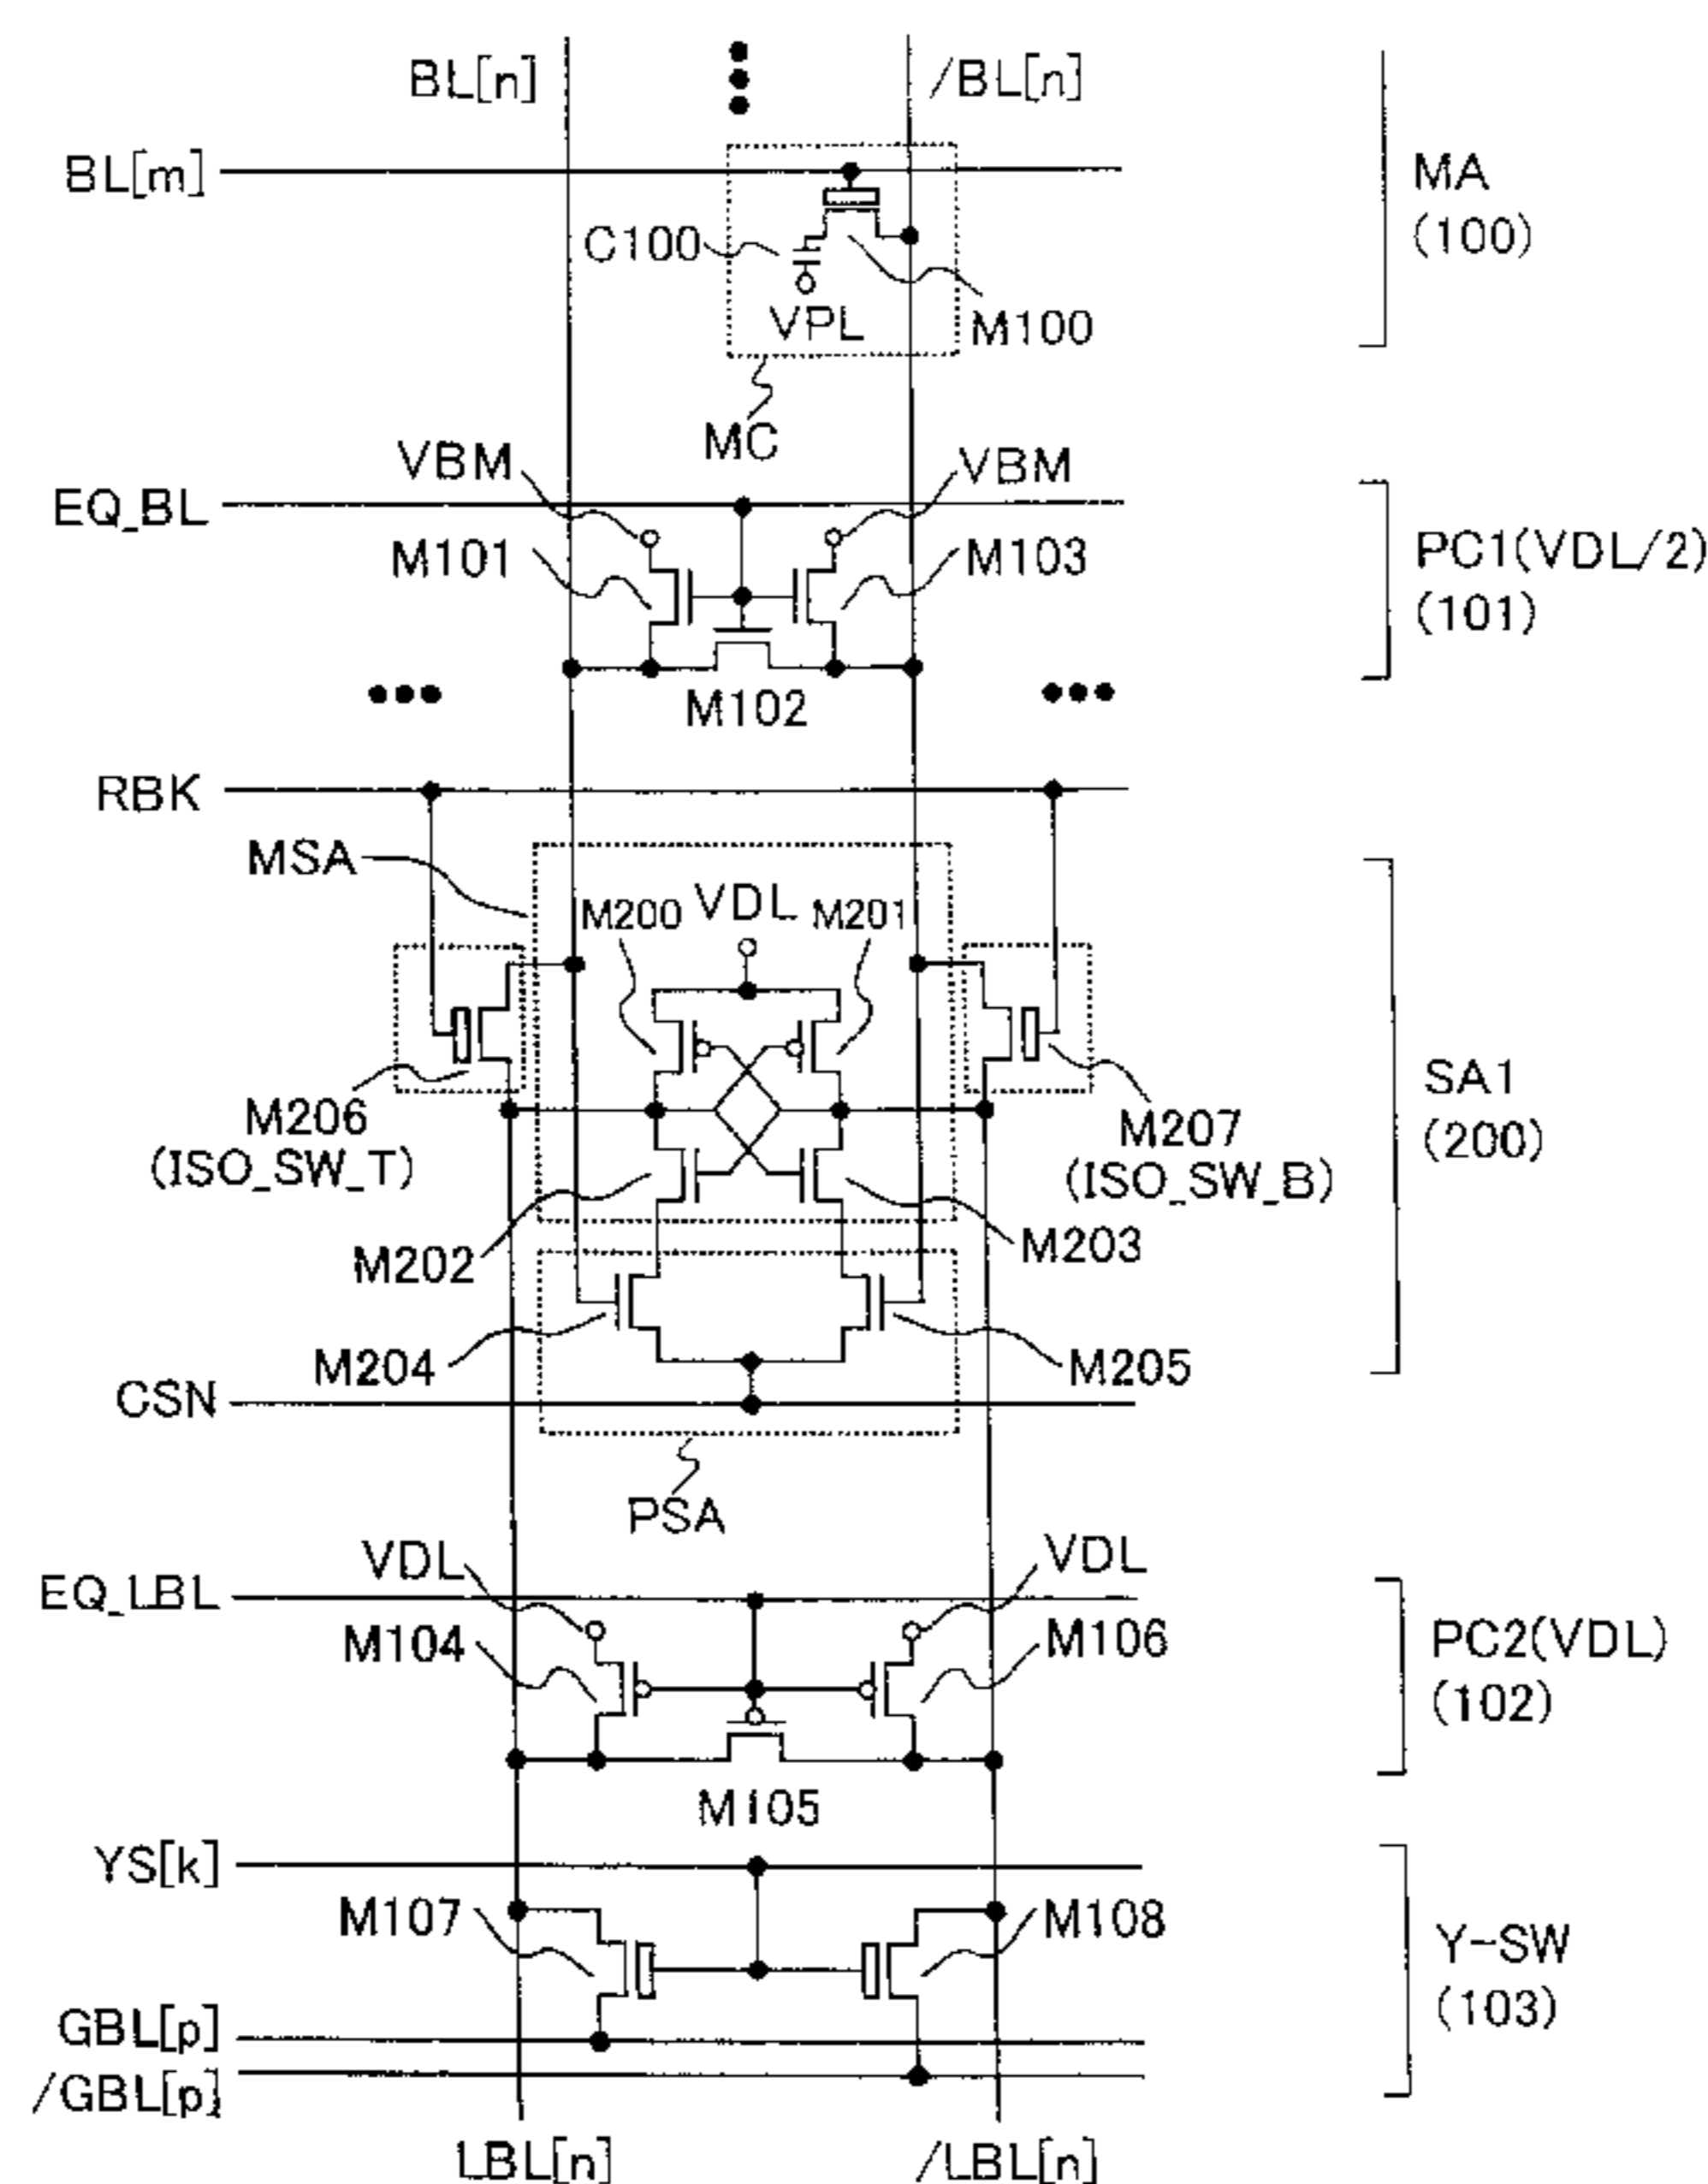 BL[n]
/BL[n]
BL[m]
MA
(100)
C100
VPL
M100
MC
VBM
VBM
EQ_BL
M101
M103
PC1(VDL/2)
(101)
M102
RBK
MSA
M200
VDL
M201
M206
(ISO_SW_T)
M207
(ISO_SW_B)
SA1
(200)
M202
M203
M204
M205
CSN
PSA
VDL
VDL
EQ_LBL
M104
M106
PC2(VDL)
(102)
M105
YS[k]
M107
M108
Y-SW
(103)
GBL[p]
/GBL[p]
LBL[n]
/LBL[n]